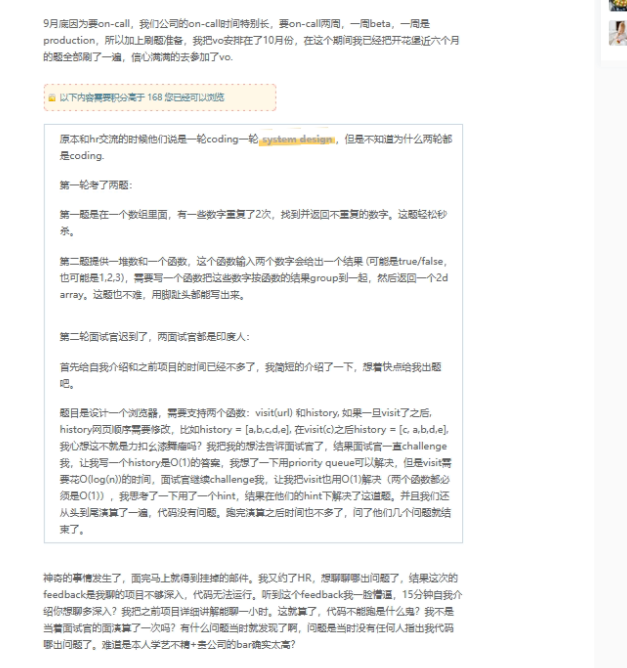 9月底因为要on-call，我们公司的on-call时间特别长，要on-call两周，一周beta，一周是
production，所以加上刷题准备，我把vo安排在了10月份，在这个期间我已经把开花堡近六个月
的题全部刷了一遍，信心满满的去参加了vo.
以下内容需要积分高于 168 您已经可以浏览
原本和hr交流的时候他们说是一轮coding一轮 system design，但是不知道为什么两轮都
是coding.
第一轮考了两题：
第一题是在一个数组里面，有一些数字重复了2次，找到并返回不重复的数字。这题轻松秒
杀。
第二题提供一堆数和一个函数，这个函数输入两个数字会给出一个结果 (可能是true/false，
也可能是1,2,3)，需要写一个函数把这些数字按函数的结果group到一起，然后返回一个2d
array。这题也不难，用脚趾头都能写出来。
第二轮面试官迟到了，两面试官都是印度人：
首先给自我介绍和之前项目的时间已经不多了，我简短的介绍了一下，想着快点给我出题
吧。
题目是设计一个浏览器，需要支持两个函数：visit(url) 和history, 如果一旦visit了之后,
history网页顺序需要修改，比如history = [a,b,c,d,e], 在visit(c)之后history = [c, a,b,d,e],
我心想这不就是力扣幺漆舞瘤吗？我把我的想法告诉面试官了，结果面试官一直challenge
我，让我写一个history是O(1)的答案，我想了一下用priority queue可以解决，但是visit需
要花O(log(n))的时间，面试官继续challenge我，让我把visit也用O(1)解决（两个函数都必
须是O(1)），我思考了一下用了一个hint，结果在他们的hint下解决了这道题。并且我们还
从头到尾演算了一遍，代码没有问题。跑完演算之后时间也不多了，问了他们几个问题就结
束了。
神奇的事情发生了，面完马上就得到挂掉的邮件。我又约了HR，想聊聊哪出问题了，结果这次的
feedback是我聊的项目不够深入，代码无法运行。听到这个feedback我一脸懵逼，15分钟自我介
绍你想聊多深入？我把之前项目详细讲解能聊一小时。这就算了，代码不能跑是什么鬼？我不是
当着面试官的面演算了一次吗？有什么问题当时就发现了啊，问题是当时没有任何人指出我代码
哪出问题了。难道是本人学艺不精+贵公司的bar确实太高?